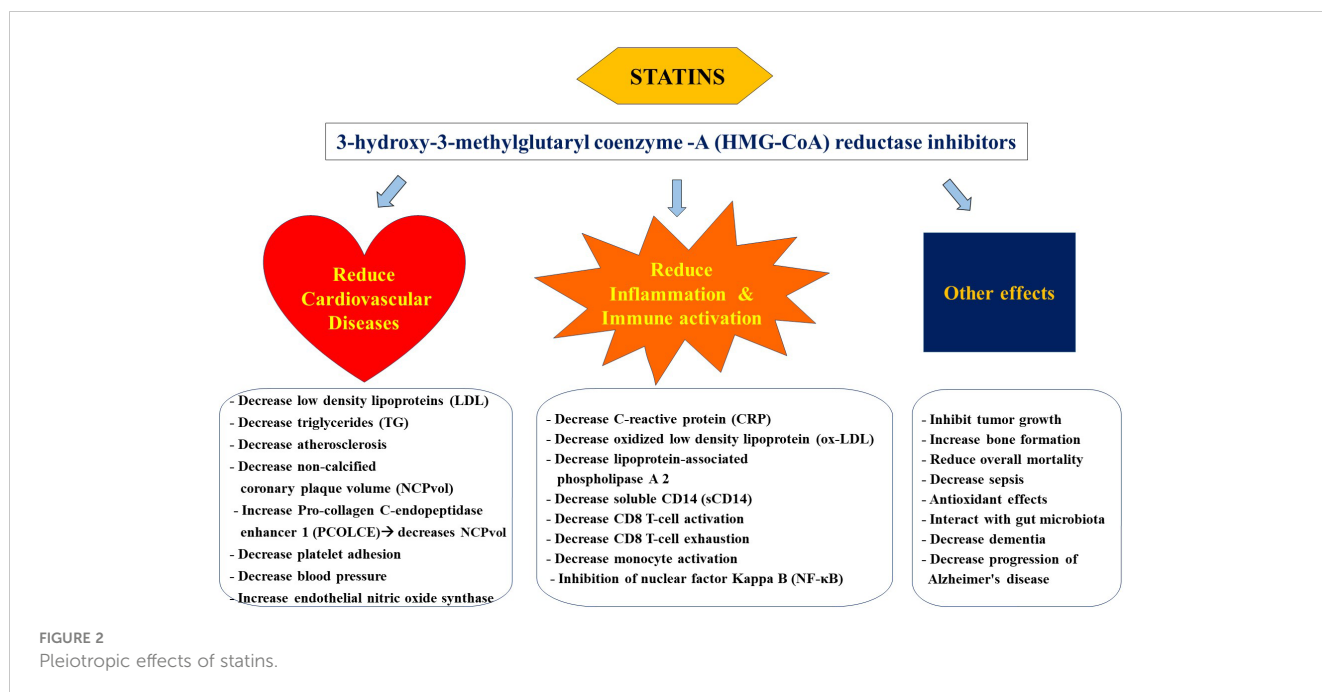 STATINS
3-hydroxy-3-methylglutaryl coenzyme -A (HMG-CoA) reductase inhibitors
Reduce
Cardiovascular
Diseases
- Decrease low density lipoproteins (LDL)
- Decrease triglycerides (TG)
- Decrease atherosclerosis
- Decrease non-calcified
coronary plaque volume (NCPvol)
- Increase Pro-collagen C-endopeptidase
enhancer 1 (PCOLCE)→ decreases NCPvol
- Decrease platelet adhesion
- Decrease blood pressure
- Increase endothelial nitric oxide synthase
Reduce
Inflammation &
Immune activation
- Decrease C-reactive protein (CRP)
- Decrease oxidized low density lipoprotein (ox-LDL)
- Decrease lipoprotein-associated
phospholipase A 2
- Decrease soluble CD14 (sCD14)
- Decrease CD8 T-cell activation
- Decrease CD8 T-cell exhaustion
- Decrease monocyte activation
- Inhibition of nuclear factor Kappa B (NF-κB)
Other effects
- Inhibit tumor growth
- Increase bone formation
- Reduce overall mortality
- Decrease sepsis
- Antioxidant effects
- Interact with gut microbiota
- Decrease dementia
- Decrease progression of
Alzheimer's disease
FIGURE 2
Pleiotropic effects of statins.